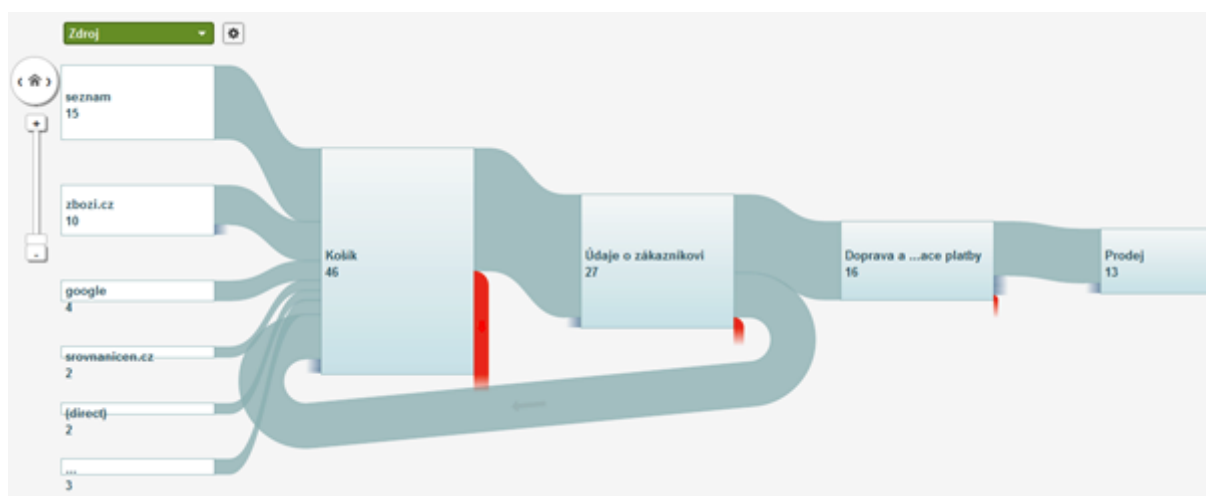 Zdroj
seznam
15
zbozi.cz
10
google
4
srovnanicen.cz
2
(direct)
2
...
3
Košík
46
Údaje o zákazníkovi
27
Doprava a ...ace platby
16
Prodej
13
+
-